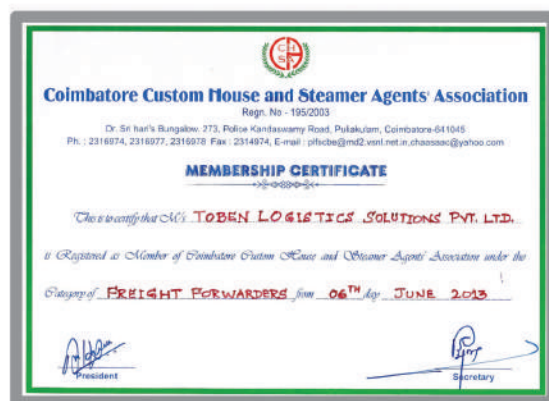 CHSA
Coimbatore Custom House and Steamer Agents' Association
Regn. No - 195/2003
Dr. Sri hari's Bungalow. 273, Police Kandaswamy Road, Puliakulam, Coimbatore-641045
Ph. : 2316974, 2316977, 2316978 Fax : 2314974, E-mail : plfscbe@md2.vsnl.net.in,chaasaac@yahoo.com
MEMBERSHIP CERTIFICATE
This is to certify that M/s TOBEN LOGISTICS SOLUTIONS PVT. LTD.
is Registered as Member of Coimbatore Custom House and Steamer Agents' Association under the
Category of FREIGHT FORWARDERS from 06TH day JUNE 2013
President
Secretary